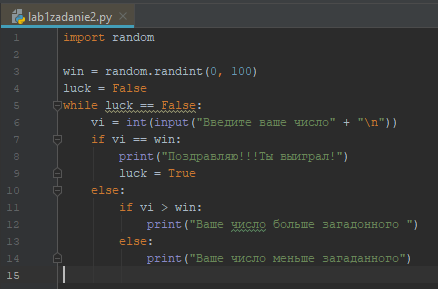 lab1zadanie2.py
1 import random
2
3 win = random.randint(0, 100)
4 luck = False
5 while luck == False:
6     vi = int(input("Введите ваше число" + "\n"))
7     if vi == win:
8         print("Поздравляю!!!Ты выиграл!")
9         luck = True
10     else:
11         if vi > win:
12             print("Ваше число больше загадонного ")
13         else:
14             print("Ваше число меньше загаданного")
15